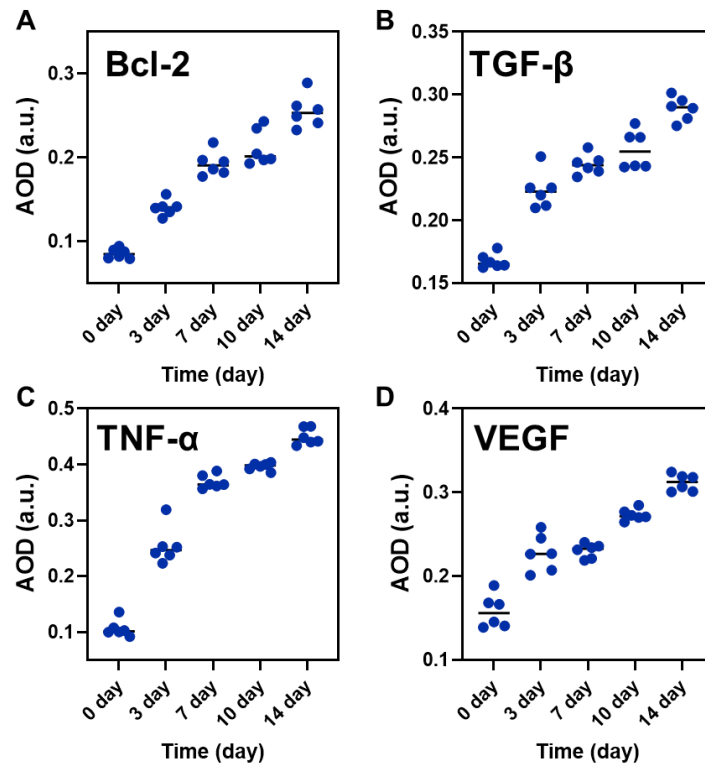 A
Bcl-2
AOD (a.u.)
0.3
0.2
0.1
0 day
3 day
7 day
10 day
14 day
Time (day)
B
TGF-β
AOD (a.u.)
0.35
0.30
0.25
0.20
0.15
0 day
3 day
7 day
10 day
14 day
Time (day)
C
TNF-α
AOD (a.u.)
0.5
0.4
0.3
0.2
0.1
0 day
3 day
7 day
10 day
14 day
Time (day)
D
VEGF
AOD (a.u.)
0.4
0.3
0.2
0.1
0 day
3 day
7 day
10 day
14 day
Time (day)